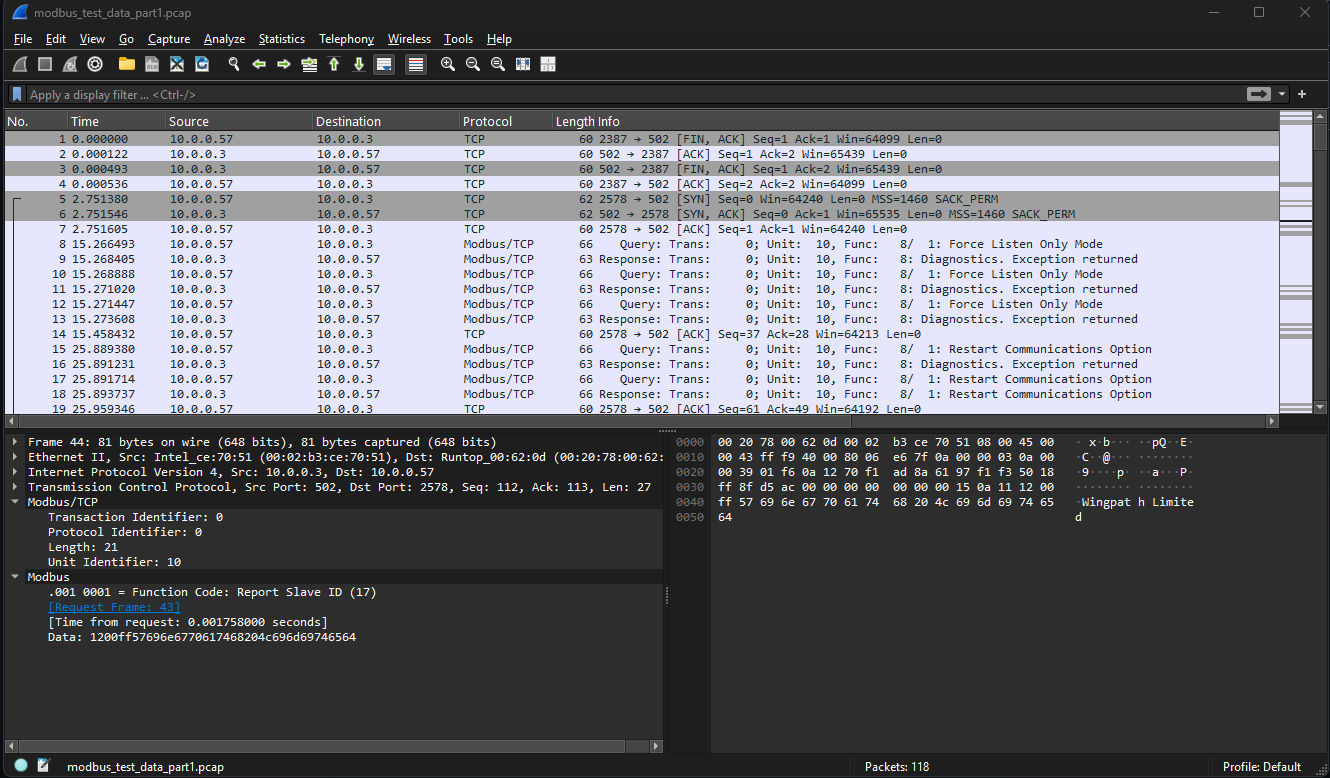 modbus_test_data_part1.pcap
File Edit View Go Capture Analyze Statistics Telephony Wireless Tools Help
Apply a display filter ... <Ctrl-/>
No. Time Source Destination Protocol Length Info
1 0.000000 10.0.0.57 10.0.0.3 TCP 60 2387 → 502 [FIN, ACK] Seq=1 Ack=1 Win=64099 Len=0
2 0.000122 10.0.0.3 10.0.0.57 TCP 60 502 → 2387 [ACK] Seq=1 Ack=2 Win=65439 Len=0
3 0.000493 10.0.0.3 10.0.0.57 TCP 60 502 → 2387 [FIN, ACK] Seq=1 Ack=2 Win=65439 Len=0
4 0.000536 10.0.0.57 10.0.0.3 TCP 60 2387 → 502 [ACK] Seq=2 Ack=2 Win=64099 Len=0
5 2.751380 10.0.0.57 10.0.0.3 TCP 62 2578 → 502 [SYN] Seq=0 Win=64240 Len=0 MSS=1460 SACK_PERM
6 2.751546 10.0.0.3 10.0.0.57 TCP 62 502 → 2578 [SYN, ACK] Seq=0 Ack=1 Win=65535 Len=0 MSS=1460 SACK_PERM
7 2.751605 10.0.0.57 10.0.0.3 TCP 60 2578 → 502 [ACK] Seq=1 Ack=1 Win=64240 Len=0
8 15.266493 10.0.0.57 10.0.0.3 Modbus/TCP 66 Query: Trans: 0; Unit: 10, Func: 8/ 1: Force Listen Only Mode
9 15.268405 10.0.0.3 10.0.0.57 Modbus/TCP 63 Response: Trans: 0; Unit: 10, Func: 8: Diagnostics. Exception returned
10 15.268888 10.0.0.57 10.0.0.3 Modbus/TCP 66 Query: Trans: 0; Unit: 10, Func: 8/ 1: Force Listen Only Mode
11 15.271020 10.0.0.3 10.0.0.57 Modbus/TCP 63 Response: Trans: 0; Unit: 10, Func: 8: Diagnostics. Exception returned
12 15.271447 10.0.0.57 10.0.0.3 Modbus/TCP 66 Query: Trans: 0; Unit: 10, Func: 8/ 1: Force Listen Only Mode
13 15.273608 10.0.0.3 10.0.0.57 Modbus/TCP 63 Response: Trans: 0; Unit: 10, Func: 8: Diagnostics. Exception returned
14 15.458432 10.0.0.57 10.0.0.3 TCP 60 2578 → 502 [ACK] Seq=37 Ack=28 Win=64213 Len=0
15 25.889380 10.0.0.57 10.0.0.3 Modbus/TCP 66 Query: Trans: 0; Unit: 10, Func: 8/ 1: Restart Communications Option
16 25.891231 10.0.0.3 10.0.0.57 Modbus/TCP 63 Response: Trans: 0; Unit: 10, Func: 8: Diagnostics. Exception returned
17 25.891714 10.0.0.57 10.0.0.3 Modbus/TCP 66 Query: Trans: 0; Unit: 10, Func: 8/ 1: Restart Communications Option
18 25.893737 10.0.0.3 10.0.0.57 Modbus/TCP 66 Response: Trans: 0; Unit: 10, Func: 8/ 1: Restart Communications Option
19 25.959346 10.0.0.57 10.0.0.3 TCP 60 2578 → 502 [ACK] Seq=61 Ack=49 Win=64192 Len=0
Frame 44: 81 bytes on wire (648 bits), 81 bytes captured (648 bits)
Ethernet II, Src: Intel_ce:70:51 (00:02:b3:ce:70:51), Dst: Runtop_00:62:0d (00:20:78:00:62:
Internet Protocol Version 4, Src: 10.0.0.3, Dst: 10.0.0.57
Transmission Control Protocol, Src Port: 502, Dst Port: 2578, Seq: 112, Ack: 113, Len: 27
Modbus/TCP
Transaction Identifier: 0
Protocol Identifier: 0
Length: 21
Unit Identifier: 10
Modbus
.001 0001 = Function Code: Report Slave ID (17)
[Request Frame: 43]
[Time from request: 0.001758000 seconds]
Data: 1200ff57696e6770617468204c696d69746564
0000 00 20 78 00 62 0d 00 02 b3 ce 70 51 08 00 45 00 · x·b··· ··pQ··E·
0010 00 43 ff f9 40 00 80 06 e6 7f 0a 00 00 03 0a 00 ·C··@··· ········
0020 00 39 01 f6 0a 12 70 f1 ad 8a 61 97 f1 f3 50 18 ·9····p· ··a···P·
0030 ff 8f d5 ac 00 00 00 00 00 00 00 15 0a 11 12 00 ········ ········
0040 ff 57 69 6e 67 70 61 74 68 20 4c 69 6d 69 74 65 ·Wingpat h Limite
0050 64 d
modbus_test_data_part1.pcap
Packets: 118
Profile: Default